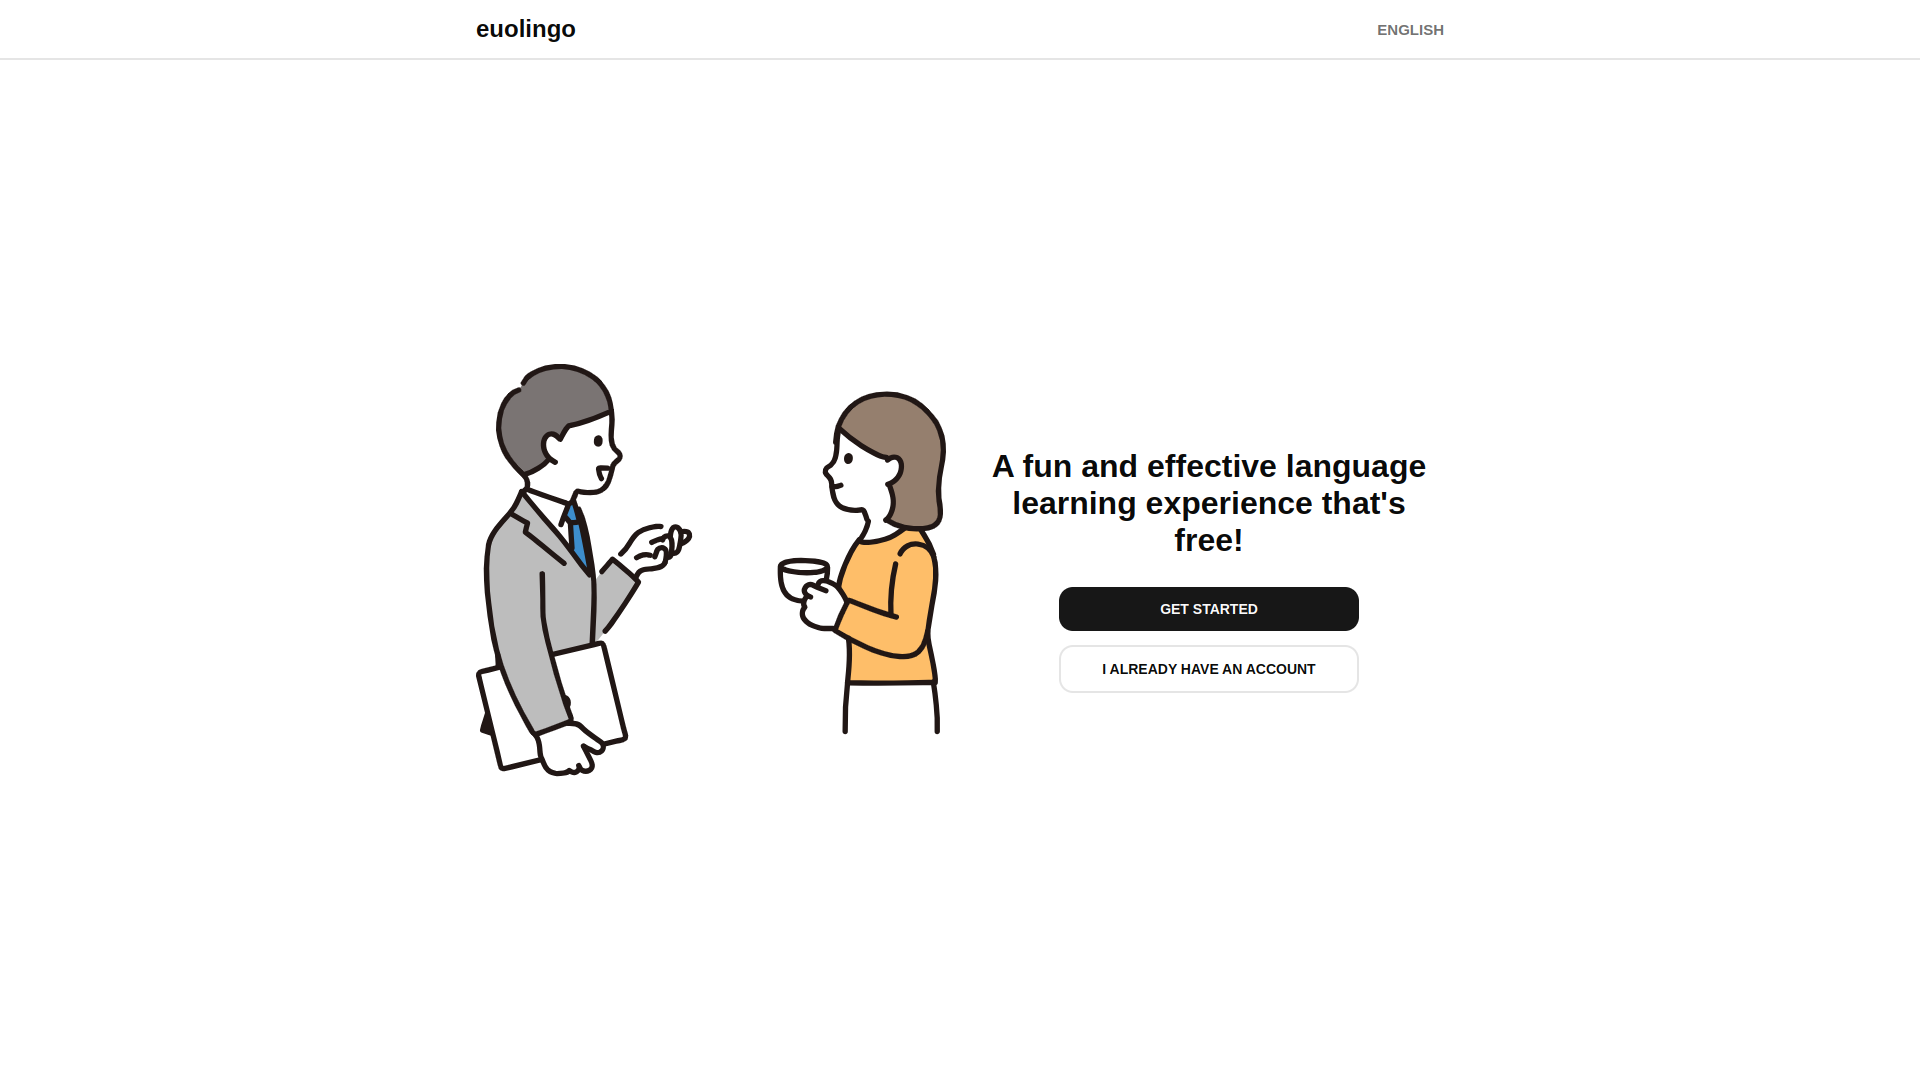 euolingo
ENGLISH
A fun and effective language
learning experience that's
free!
GET STARTED
I ALREADY HAVE AN ACCOUNT